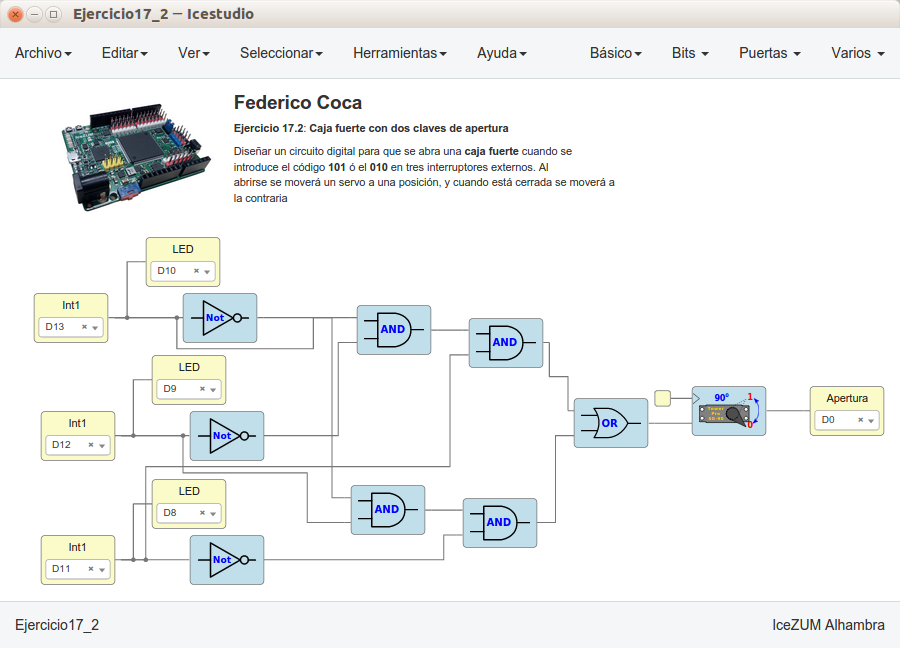 Ejercicio17_2 — Icestudio
Archivo Editar Ver Seleccionar Herramientas Ayuda Básico Bits Puertas Varios
Federico Coca
Ejercicio 17.2: Caja fuerte con dos claves de apertura
Diseñar un circuito digital para que se abra una caja fuerte cuando se
introduce el código 101 ó el 010 en tres interruptores externos. Al
abrirse se moverá un servo a una posición, y cuando está cerrada se moverá a
la contraria
LED
D10
Int1
D13
Not
AND
AND
LED
D9
Int1
D12
Not
OR
90º
1
0
Tower
Pro
Apertura
D0
LED
D8
AND
AND
Int1
D11
Not
Ejercicio17_2
IceZUM Alhambra